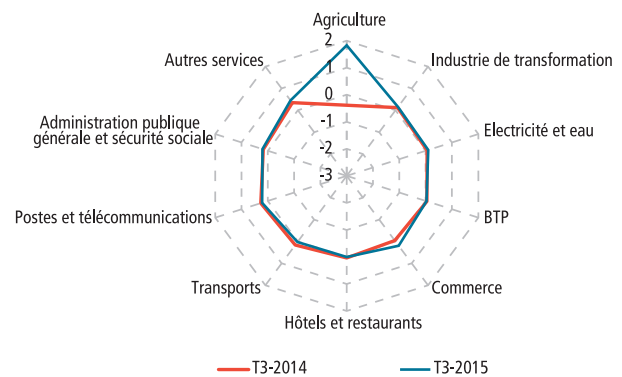 Agriculture
2
1
0
-1
-2
-3
Autres services
Industrie de transformation
Administration publique
générale et sécurité sociale
Electricité et eau
Postes et télécommunications
BTP
Transports
Commerce
Hôtels et restaurants
T3-2014
T3-2015